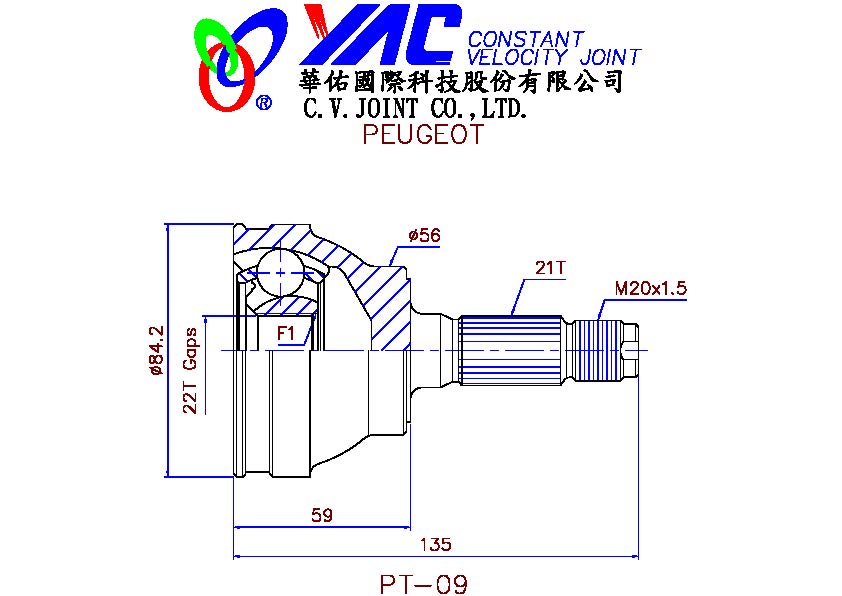 YAC CONSTANT
VELOCITY JOINT
®
華佑國際科技股份有限公司
C.V.JOINT CO.,LTD.
PEUGEOT
ø56
21T
M20x1.5
F1
ø84.2
22T Gaps
59
135
PT-09